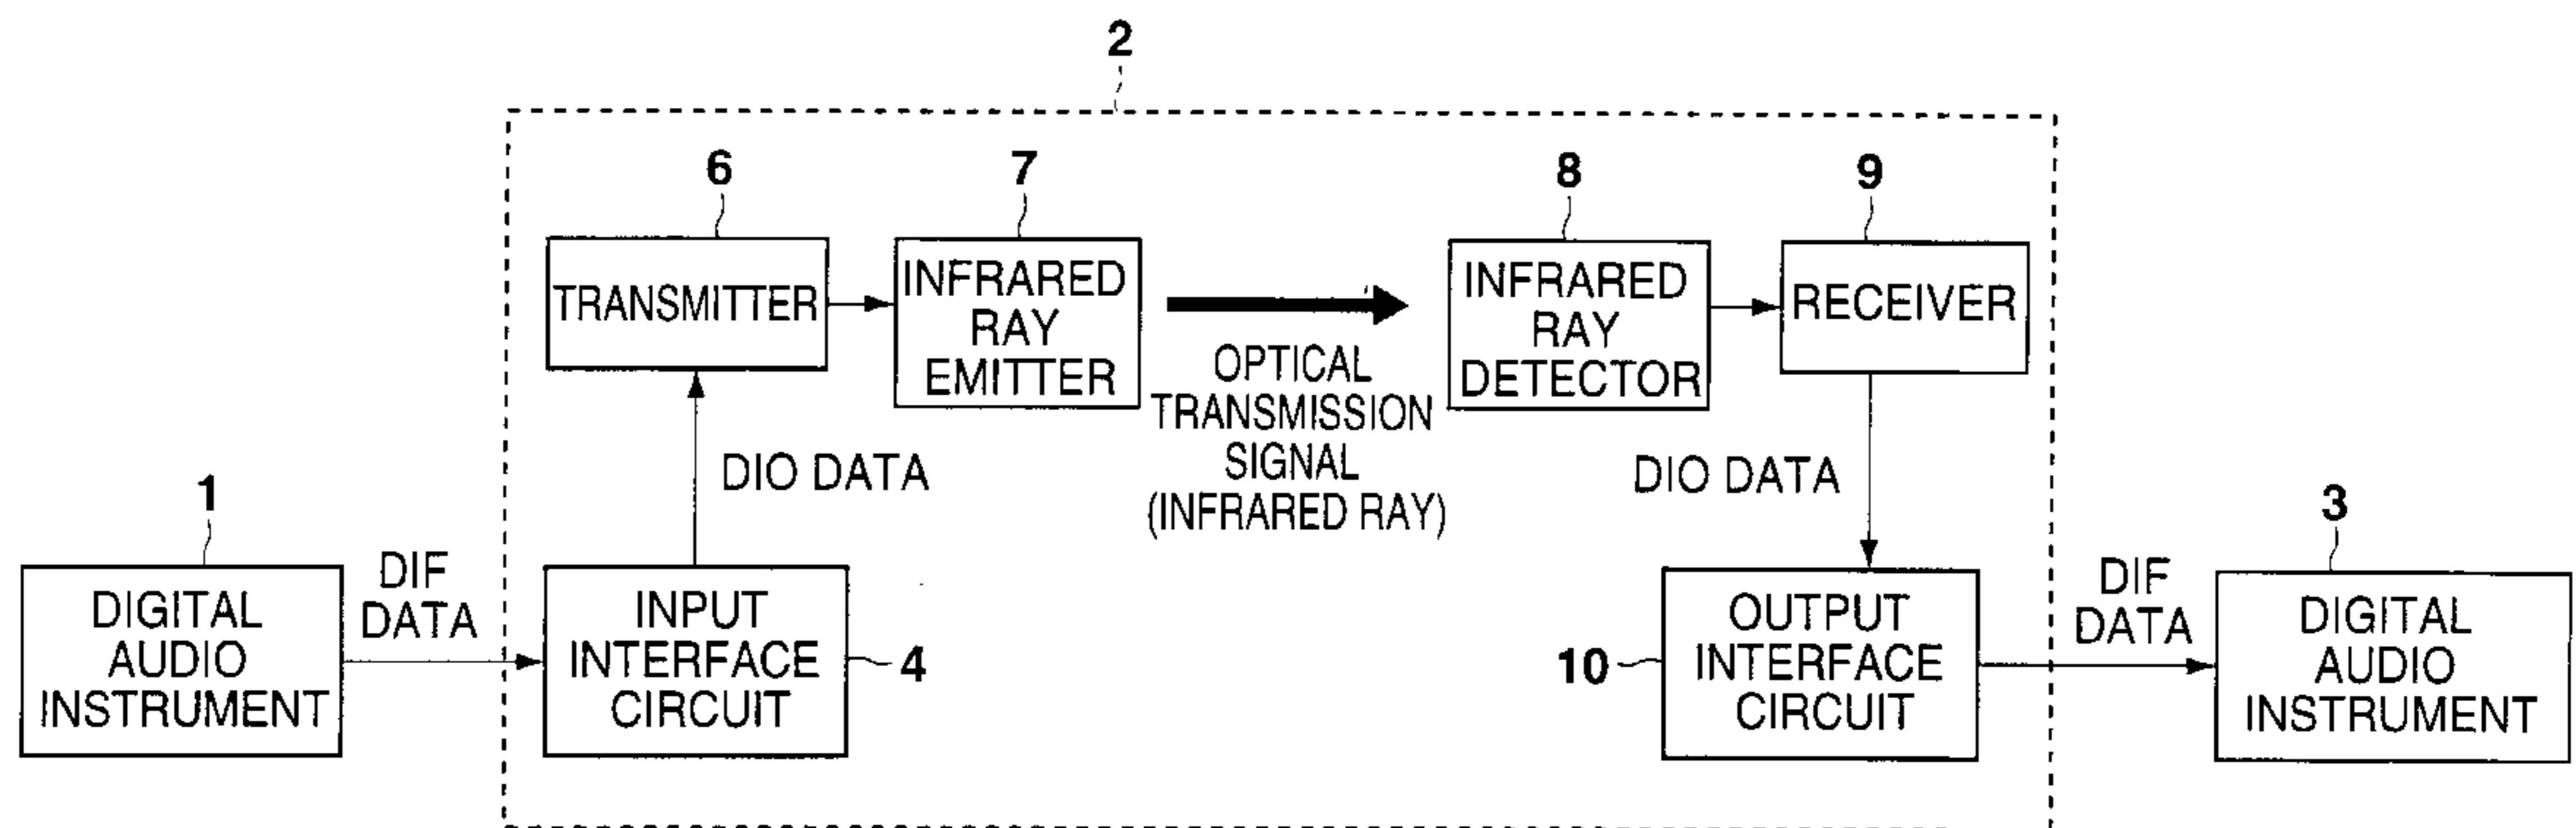 2
6
7
8
9
TRANSMITTER
INFRARED
RAY
EMITTER
OPTICAL
TRANSMISSION
SIGNAL
(INFRARED RAY)
INFRARED
RAY
DETECTOR
RECEIVER
DIO DATA
DIO DATA
1
DIGITAL
AUDIO
INSTRUMENT
DIF
DATA
INPUT
INTERFACE
CIRCUIT
4
10
OUTPUT
INTERFACE
CIRCUIT
DIF
DATA
3
DIGITAL
AUDIO
INSTRUMENT